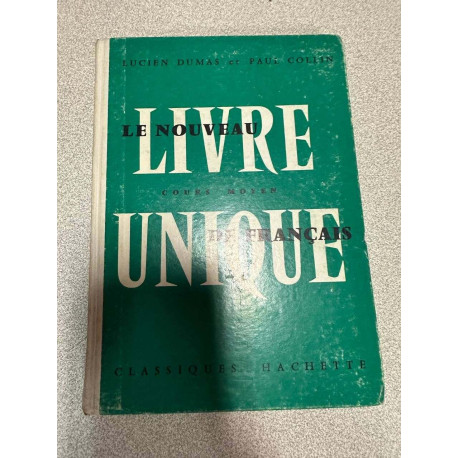 LUCIEN DUMAS et PAUL COLLIN
LE NOUVEAU
LIVRE
COURS MOYEN
DE FRANÇAIS
UNIQUE
CLASSIQUES HACHETTE